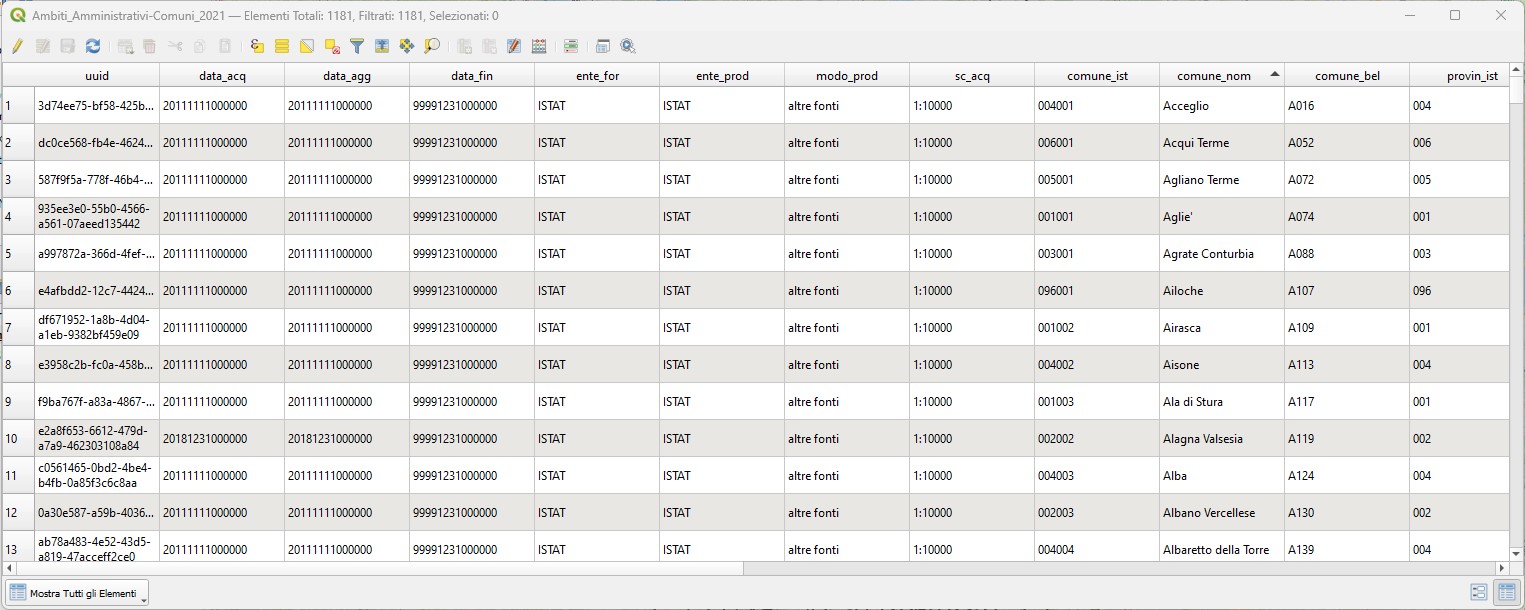 Ambiti_Amministrativi-Comuni_2021 — Elementi Totali: 1181, Filtrati: 1181, Selezionati: 0
uuid data_acq data_agg data_fin ente_for ente_prod modo_prod sc_acq comune_ist comune_nom comune_bel provin_ist
1 3d74ee75-bf58-425b... 20111111000000 20111111000000 99991231000000 ISTAT ISTAT altre fonti 1:10000 004001 Acceglio A016 004
2 dc0ce568-fb4e-4624... 20111111000000 20111111000000 99991231000000 ISTAT ISTAT altre fonti 1:10000 006001 Acqui Terme A052 006
3 587f9f5a-778f-46b4-... 20111111000000 20111111000000 99991231000000 ISTAT ISTAT altre fonti 1:10000 005001 Agliano Terme A072 005
4 935ee3e0-55b0-4566-
a561-07aeed135442 20111111000000 20111111000000 99991231000000 ISTAT ISTAT altre fonti 1:10000 001001 Aglie' A074 001
5 a997872a-366d-4fef-... 20111111000000 20111111000000 99991231000000 ISTAT ISTAT altre fonti 1:10000 003001 Agrate Conturbia A088 003
6 e4afbdd2-12c7-4424... 20111111000000 20111111000000 99991231000000 ISTAT ISTAT altre fonti 1:10000 096001 Ailoche A107 096
7 df671952-1a8b-4d04-
a1eb-9382bf459e09 20111111000000 20111111000000 99991231000000 ISTAT ISTAT altre fonti 1:10000 001002 Airasca A109 001
8 e3958c2b-fc0a-458b... 20111111000000 20111111000000 99991231000000 ISTAT ISTAT altre fonti 1:10000 004002 Aisone A113 004
9 f9ba767f-a83a-4867-... 20111111000000 20111111000000 99991231000000 ISTAT ISTAT altre fonti 1:10000 001003 Ala di Stura A117 001
10 e2a8f653-6612-479d-
a7a9-462303108a84 20181231000000 20181231000000 99991231000000 ISTAT ISTAT altre fonti 1:10000 002002 Alagna Valsesia A119 002
11 c0561465-0bd2-4be4-
b4fb-0a85f3c6c8aa 20111111000000 20111111000000 99991231000000 ISTAT ISTAT altre fonti 1:10000 004003 Alba A124 004
12 0a30e587-a59b-4036... 20111111000000 20111111000000 99991231000000 ISTAT ISTAT altre fonti 1:10000 002003 Albano Vercellese A130 002
13 ab78a483-4e52-43d5-
a819-47acceff2ce0 20111111000000 20111111000000 99991231000000 ISTAT ISTAT altre fonti 1:10000 004004 Albaretto della Torre A139 004
Mostra Tutti gli Elementi